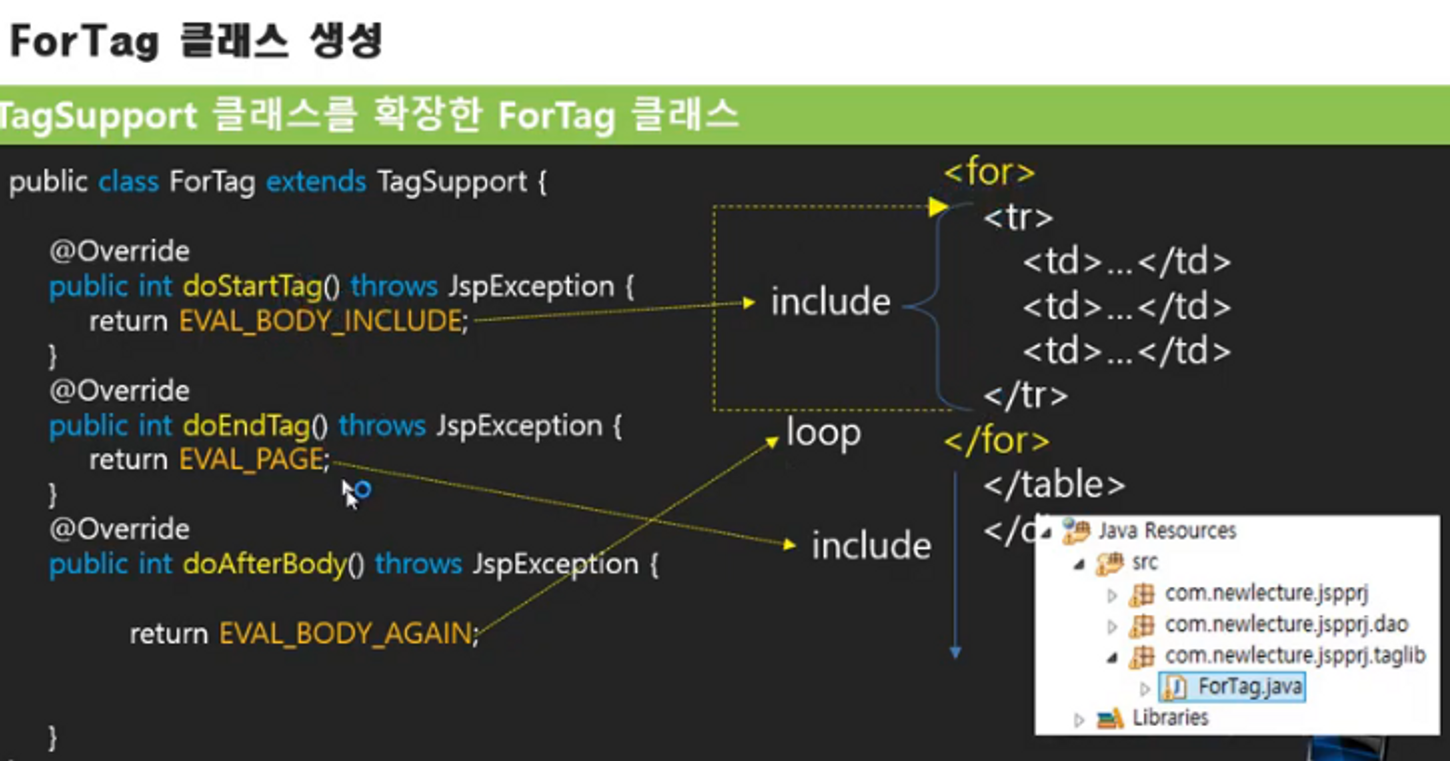 ForTag 클래스 생성
TagSupport 클래스를 확장한 ForTag 클래스
public class ForTag extends TagSupport {
@Override
public int doStartTag() throws JspException {
return EVAL_BODY_INCLUDE;
}
@Override
public int doEndTag() throws JspException {
return EVAL_PAGE;
}
@Override
public int doAfterBody() throws JspException {
return EVAL_BODY_AGAIN;
}
include
loop
include
<for>
<tr>
<td>...</td>
<td>...</td>
<td>...</td>
</tr>
</for>
</table>
Java Resources
src
com.newlecture.jspprj
com.newlecture.jspprj.dao
com.newlecture.jspprj.taglib
ForTag.java
Libraries